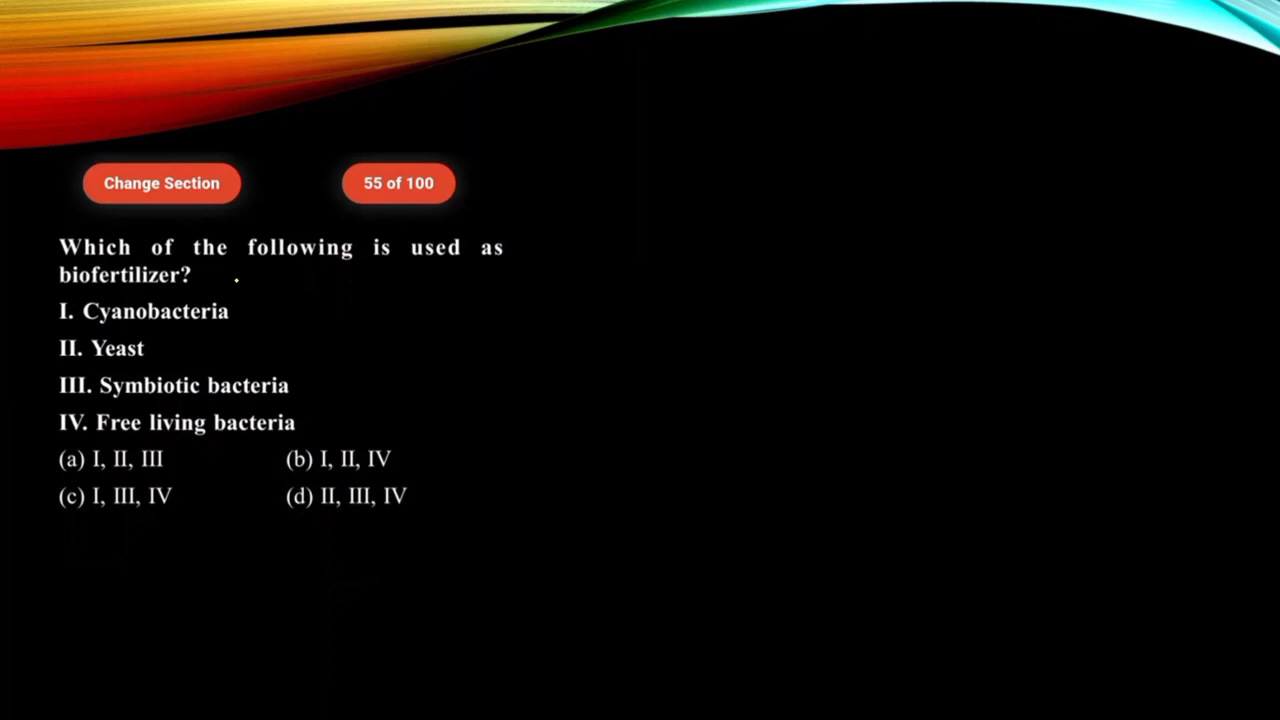 Change Section
55 of 100
Which of the following is used as
biofertilizer?
I. Cyanobacteria
II. Yeast
III. Symbiotic bacteria
IV. Free living bacteria
(a) I, II, III (b) I, II, IV
(c) I, III, IV (d) II, III, IV